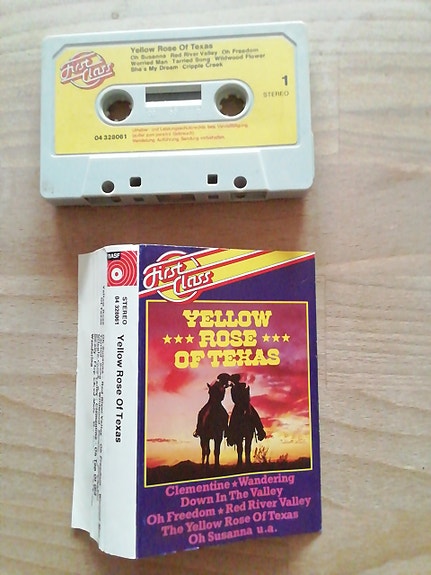 First Class
Yellow Rose Of Texas
Oh Susanna · Red River Valley · Oh Freedom
Worried Man · Tarried Song · Wildwood Flower
She's My Dream · Cripple Creek
1
STEREO
04 328061
BASF
First Class
STEREO
04 328061
Yellow Rose Of Texas
YELLOW
★★★ ROSE ★★★
OF TEXAS
Clementine ★ Wandering
Down In The Valley
Oh Freedom ★ Red River Valley
The Yellow Rose Of Texas
Oh Susanna u.a.